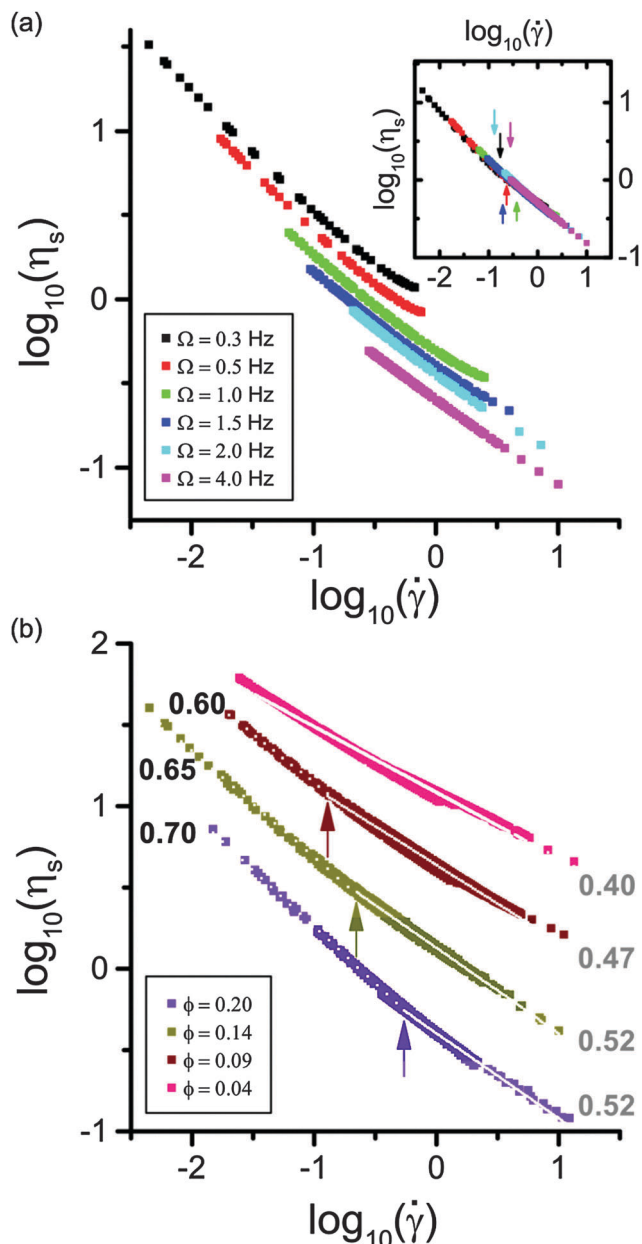 (a)
log₁₀(γ̇)
-2 -1 0 1
1
0
-1
log₁₀(ηₛ)
1
0
-1
log₁₀(ηₛ)
Ω = 0.3 Hz
Ω = 0.5 Hz
Ω = 1.0 Hz
Ω = 1.5 Hz
Ω = 2.0 Hz
Ω = 4.0 Hz
-2 -1 0 1
log₁₀(γ̇)
(b)
2
1
0
-1
log₁₀(ηₛ)
0.60
0.65
0.70
0.40
0.47
0.52
0.52
ϕ = 0.20
ϕ = 0.14
ϕ = 0.09
ϕ = 0.04
-2 -1 0 1
log₁₀(γ̇)